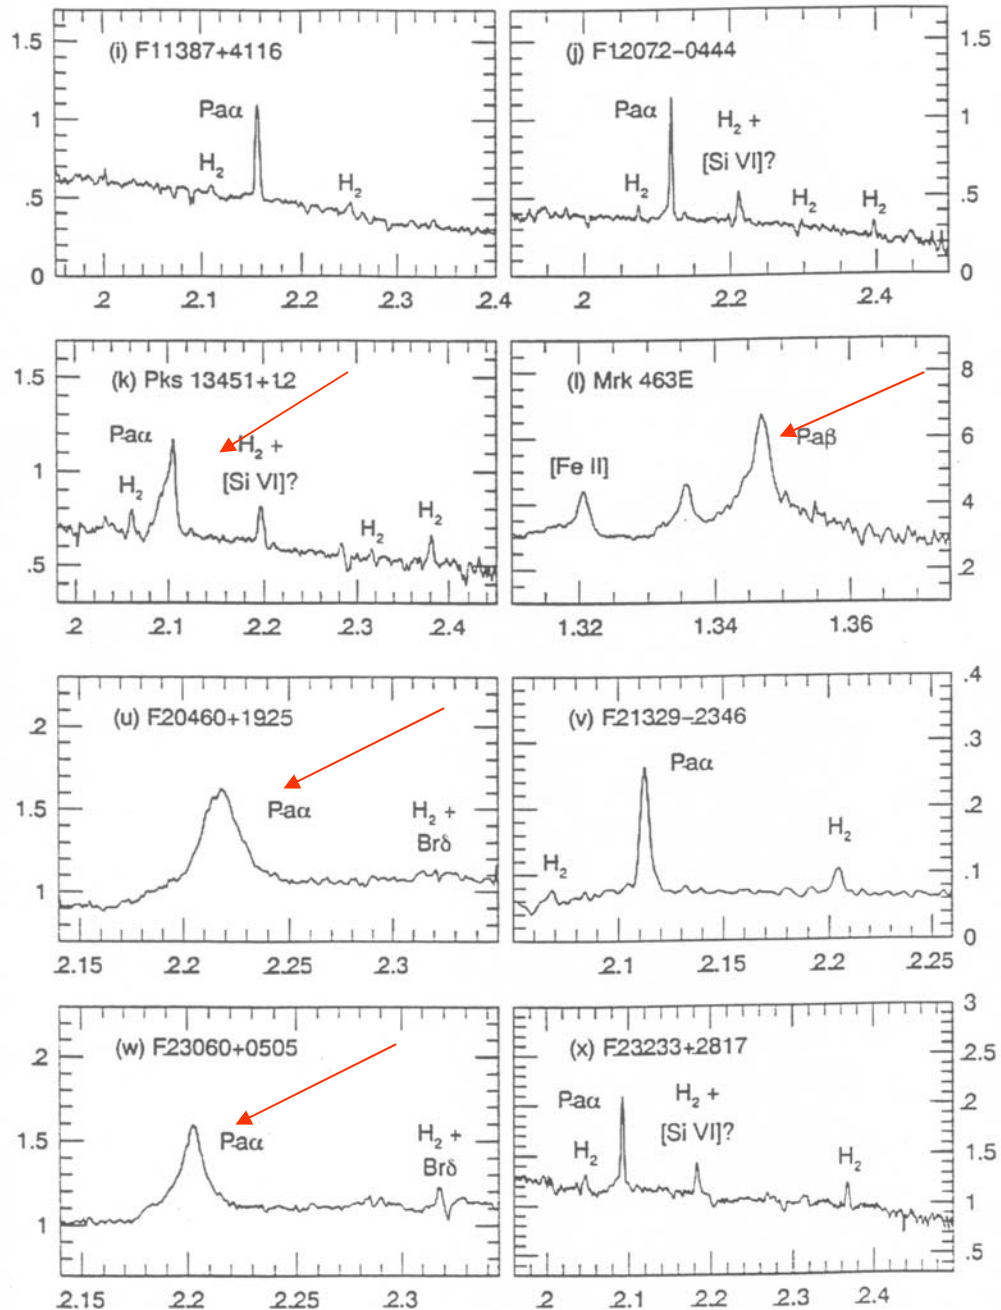 (i) F11387+4116
1.5
Paα
1
H₂
H₂
.5
0
2 2.1 2.2 2.3 2.4
(j) F12072-0444
1.5
Paα
H₂ +
[Si VI]?
1
H₂
H₂
H₂
.5
0
2 2.2 2.4
(k) Pks 13451+12
1.5
Paα
H₂ +
[Si VI]?
1
H₂
H₂
H₂
.5
2 2.1 2.2 2.3 2.4
(l) Mrk 463E
8
Paβ
6
[Fe II]
4
2
1.32 1.34 1.36
(u) F20460+1925
2
1.5
Paα
H₂ +
Brδ
1
2.15 2.2 2.25 2.3
(v) F21329-2346
.4
Paα
.3
.2
H₂
H₂
.1
0
2.1 2.15 2.2 2.25
(w) F23060+0505
2
1.5
Paα
H₂ +
Brδ
1
2.15 2.2 2.25 2.3
(x) F23233+2817
3
2.5
Paα
H₂ +
[Si VI]?
2
H₂
H₂
1.5
1
.5
2 2.1 2.2 2.3 2.4